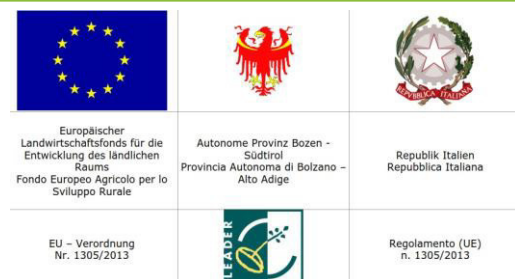 REPVBBLICA ITALIANA
Europäischer
Landwirtschaftsfonds für die
Entwicklung des ländlichen
Raums
Fondo Europeo Agricolo per lo
Sviluppo Rurale
Autonome Provinz Bozen -
Südtirol
Provincia Autonoma di Bolzano –
Alto Adige
Republik Italien
Repubblica Italiana
EU – Verordnung
Nr. 1305/2013
LEADER
Regolamento (UE)
n. 1305/2013